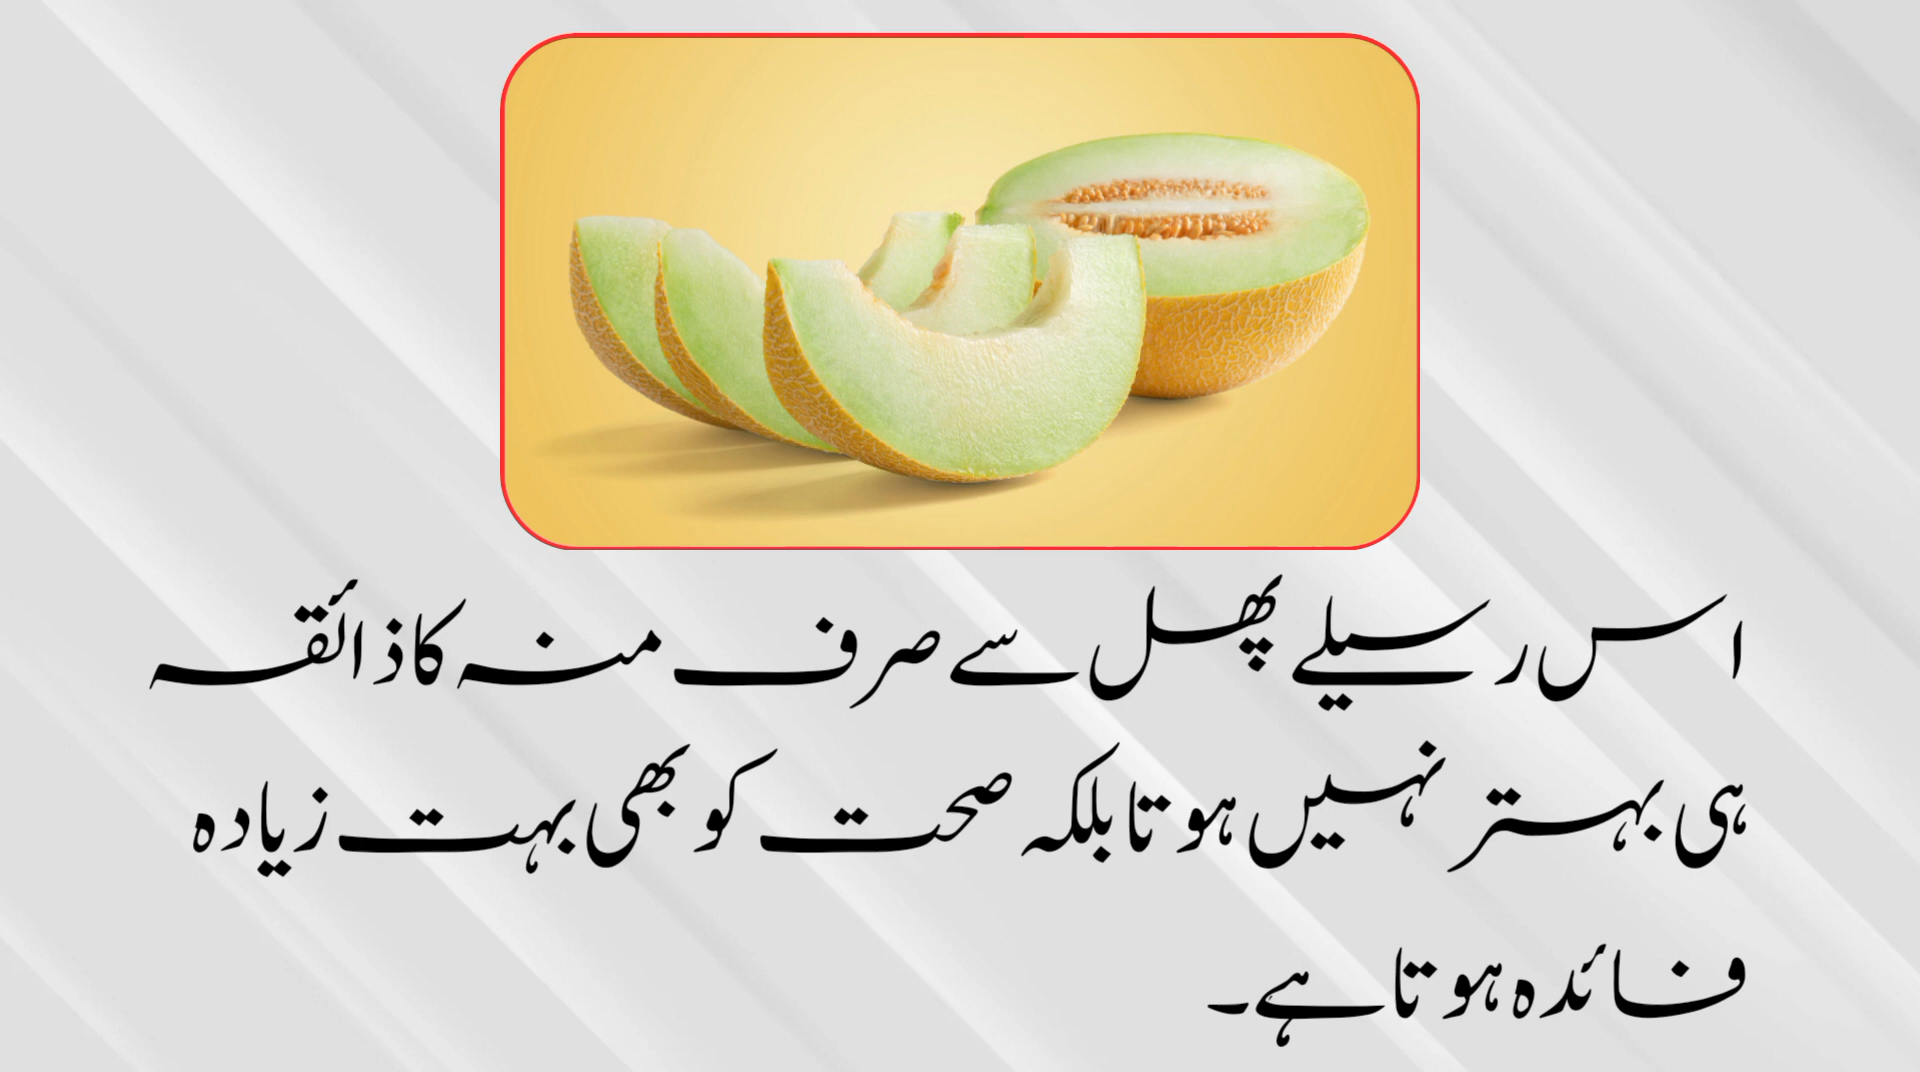 اس رسیلے پھل سے صرف منہ کا ذائقہ
ہی بہتر نہیں ہوتا بلکہ صحت کو بھی بہت زیادہ
فائدہ ہوتا ہے۔